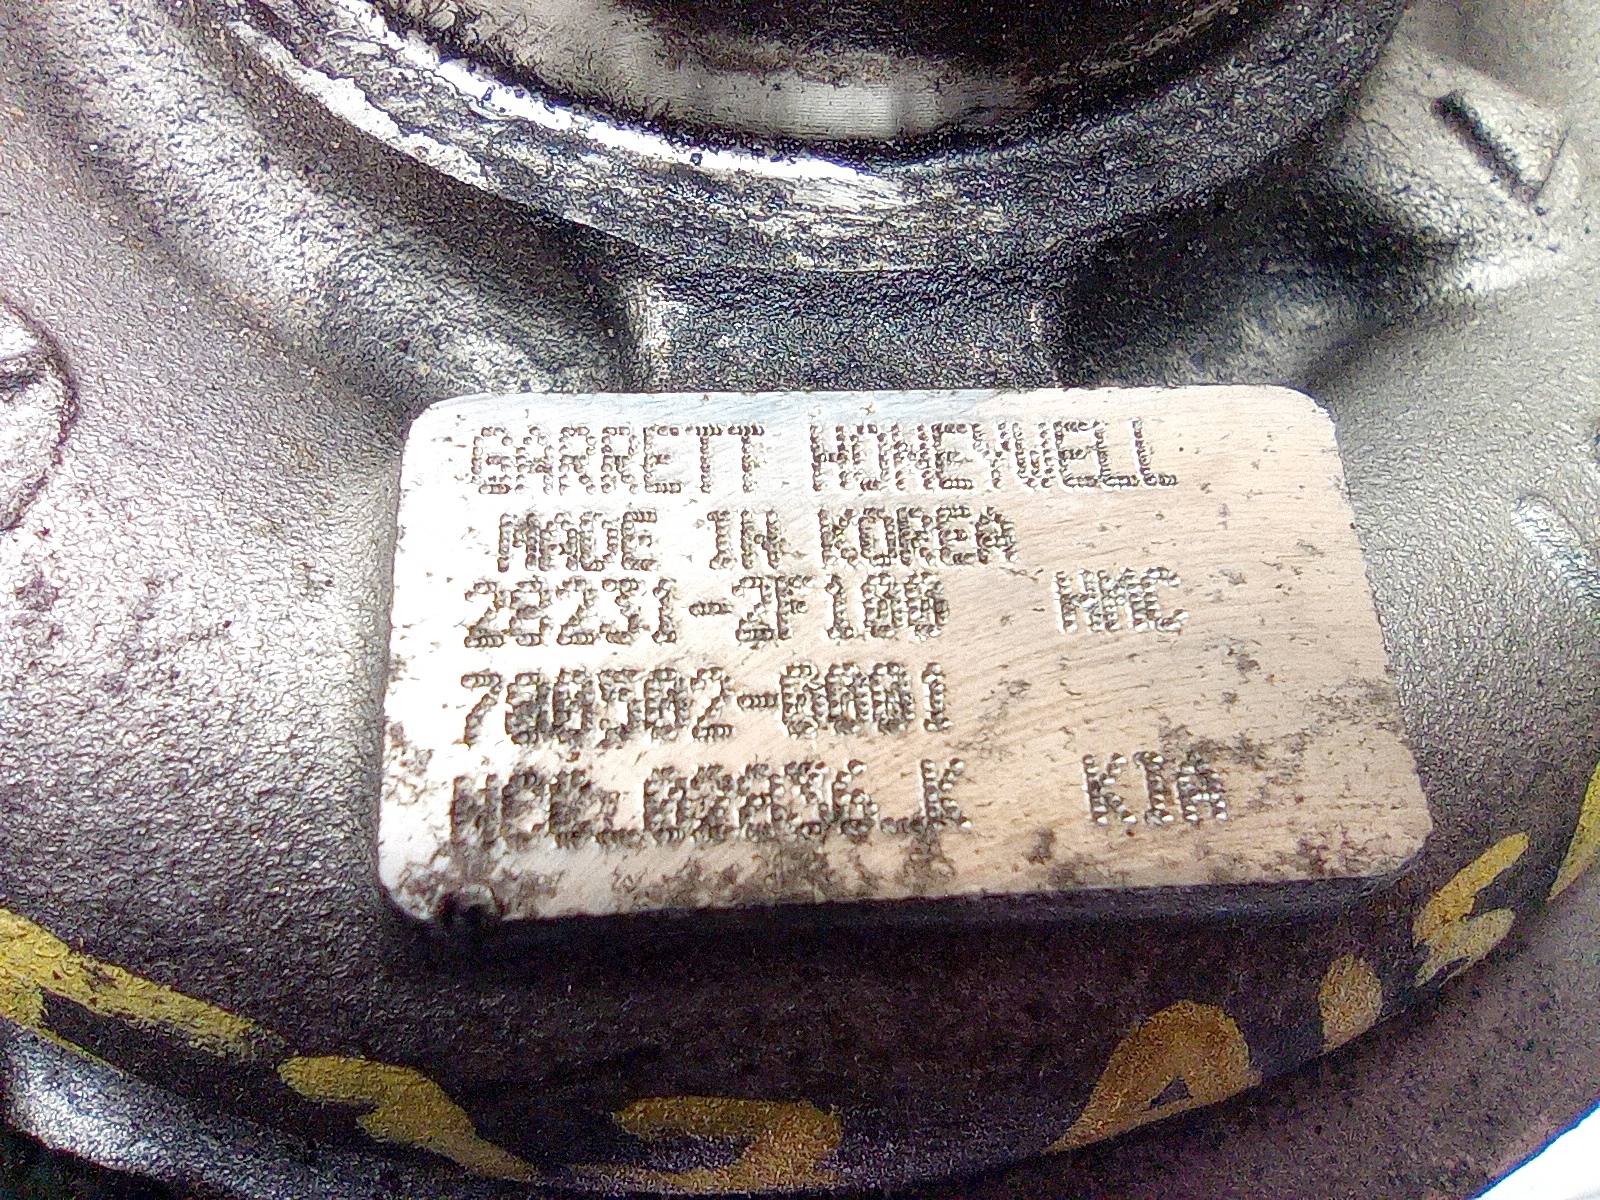 GARRETT HONEYWELL
MADE IN KOREA
28231-2F100 HMC
780502-0001
KIA